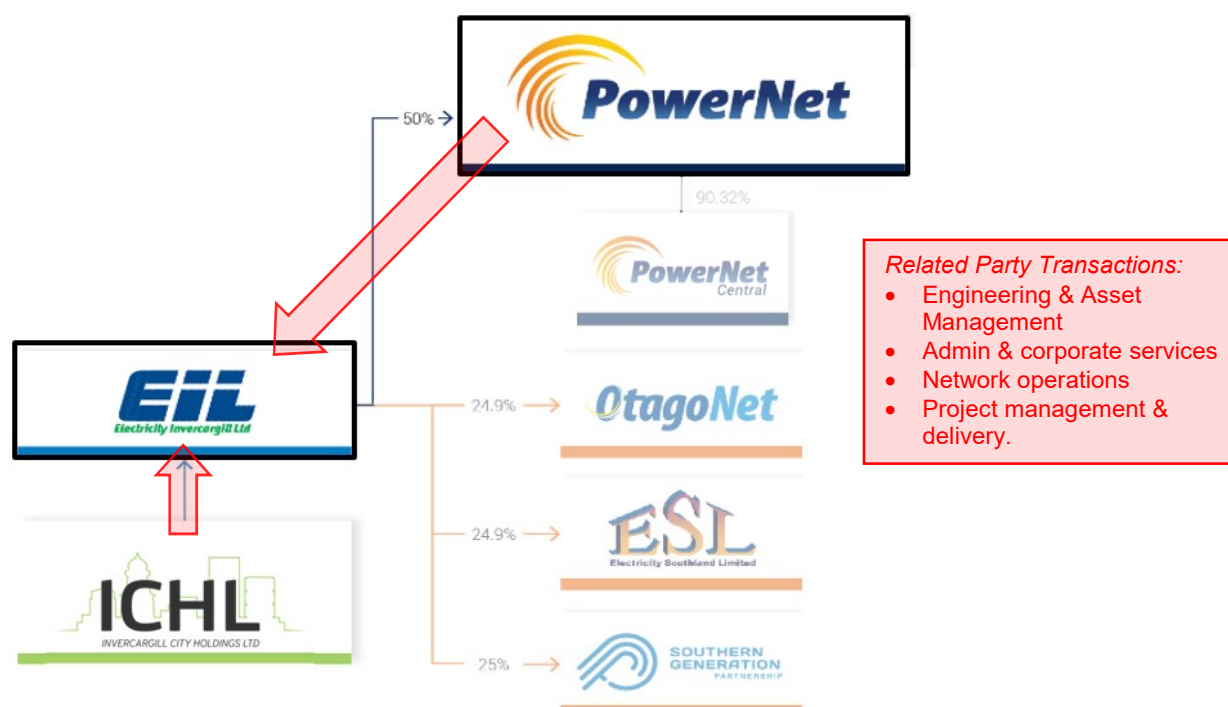 PowerNet
50%
90.32%
PowerNet
Central
Related Party Transactions:
• Engineering & Asset
Management
• Admin & corporate services
• Network operations
• Project management &
delivery.
EIL
Electricity Invercargill Ltd
24.9%
OtagoNet
24.9%
ESL
Electricity Southland Limited
ICHL
INVERCARGILL CITY HOLDINGS LTD
25%
SOUTHERN
GENERATION
PARTNERSHIP